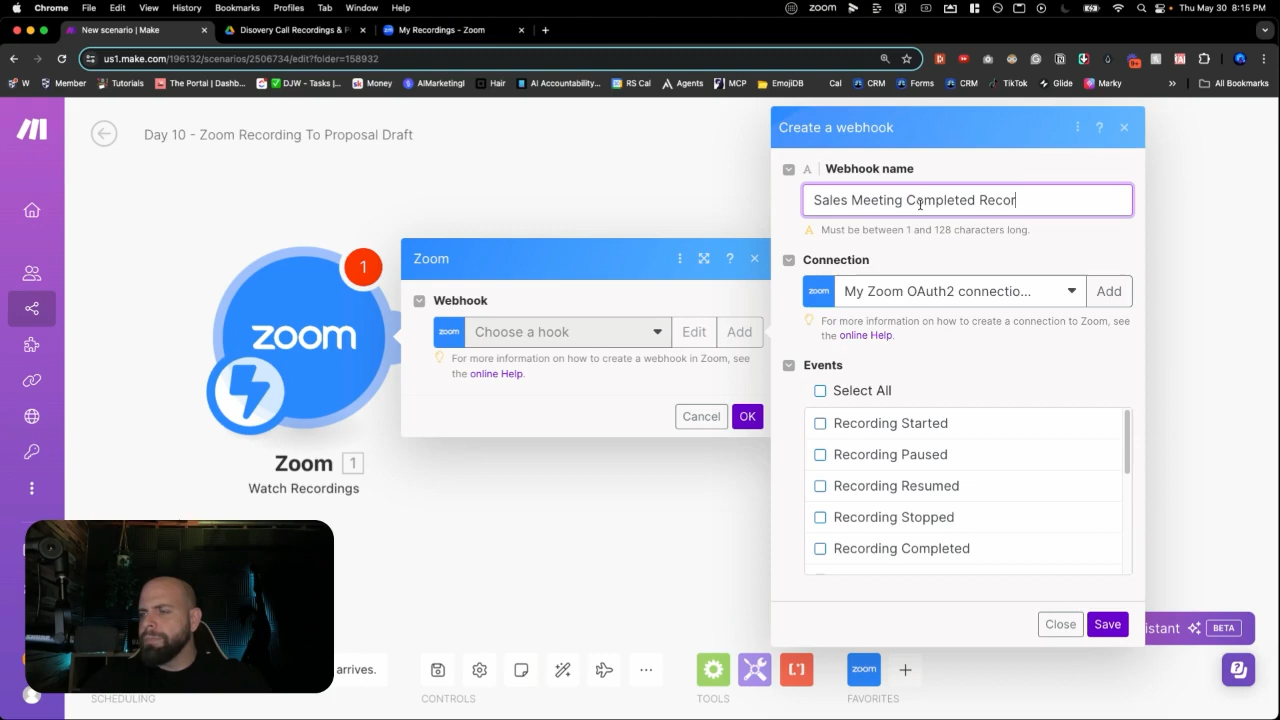 Chrome File Edit View History Bookmarks Profiles Tab Window Help
zoom
Thu May 30 8:15 PM
New scenario | Make
Disovery Call Recordings & P
My Recordings - Zoom
us1.make.com/196132/scenarios/2506734/edit?folder=158932
W
Member
Tutorials
The Portal | Dashb...
DJW - Tasks |...
Money
AIMarketingI
Hair
AI Accountability...
RS Cal
Agents
MCP
EmojiDB
Cal
CRM
Forms
CRM
TikTok
Glide
Marky
»
All Bookmarks
Day 10 - Zoom Recording To Proposal Draft
1
zoom
Zoom 1
Watch Recordings
Zoom
?
Webhook
zoom
Choose a hook
Edit
Add
For more information on how to create a webhook in Zoom, see
the online Help.
Cancel
OK
Create a webhook
?
A
Webhook name
Sales Meeting Completed Recor
Must be between 1 and 128 characters long.
Connection
zoom
My Zoom OAuth2 connectio...
Add
For more information on how to create a connection to Zoom, see
the online Help.
Events
Select All
Recording Started
Recording Paused
Recording Resumed
Recording Stopped
Recording Completed
Close
Save
istant
BETA
arrives.
zoom
SCHEDULING
CONTROLS
TOOLS
FAVORITES